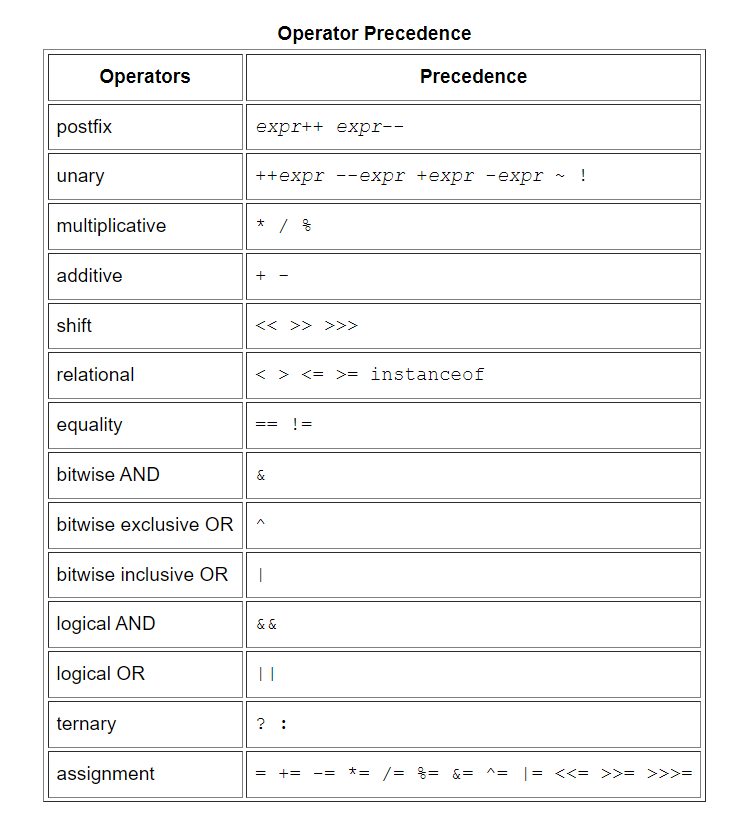 Operator Precedence
Operators Precedence
postfix expr++ expr--
unary ++expr --expr +expr -expr ~ !
multiplicative * / %
additive + -
shift << >> >>>
relational < > <= >= instanceof
equality == !=
bitwise AND &
bitwise exclusive OR ^
bitwise inclusive OR |
logical AND &&
logical OR ||
ternary ? :
assignment = += -= *= /= %= &= ^= |= <<= >>= >>>=